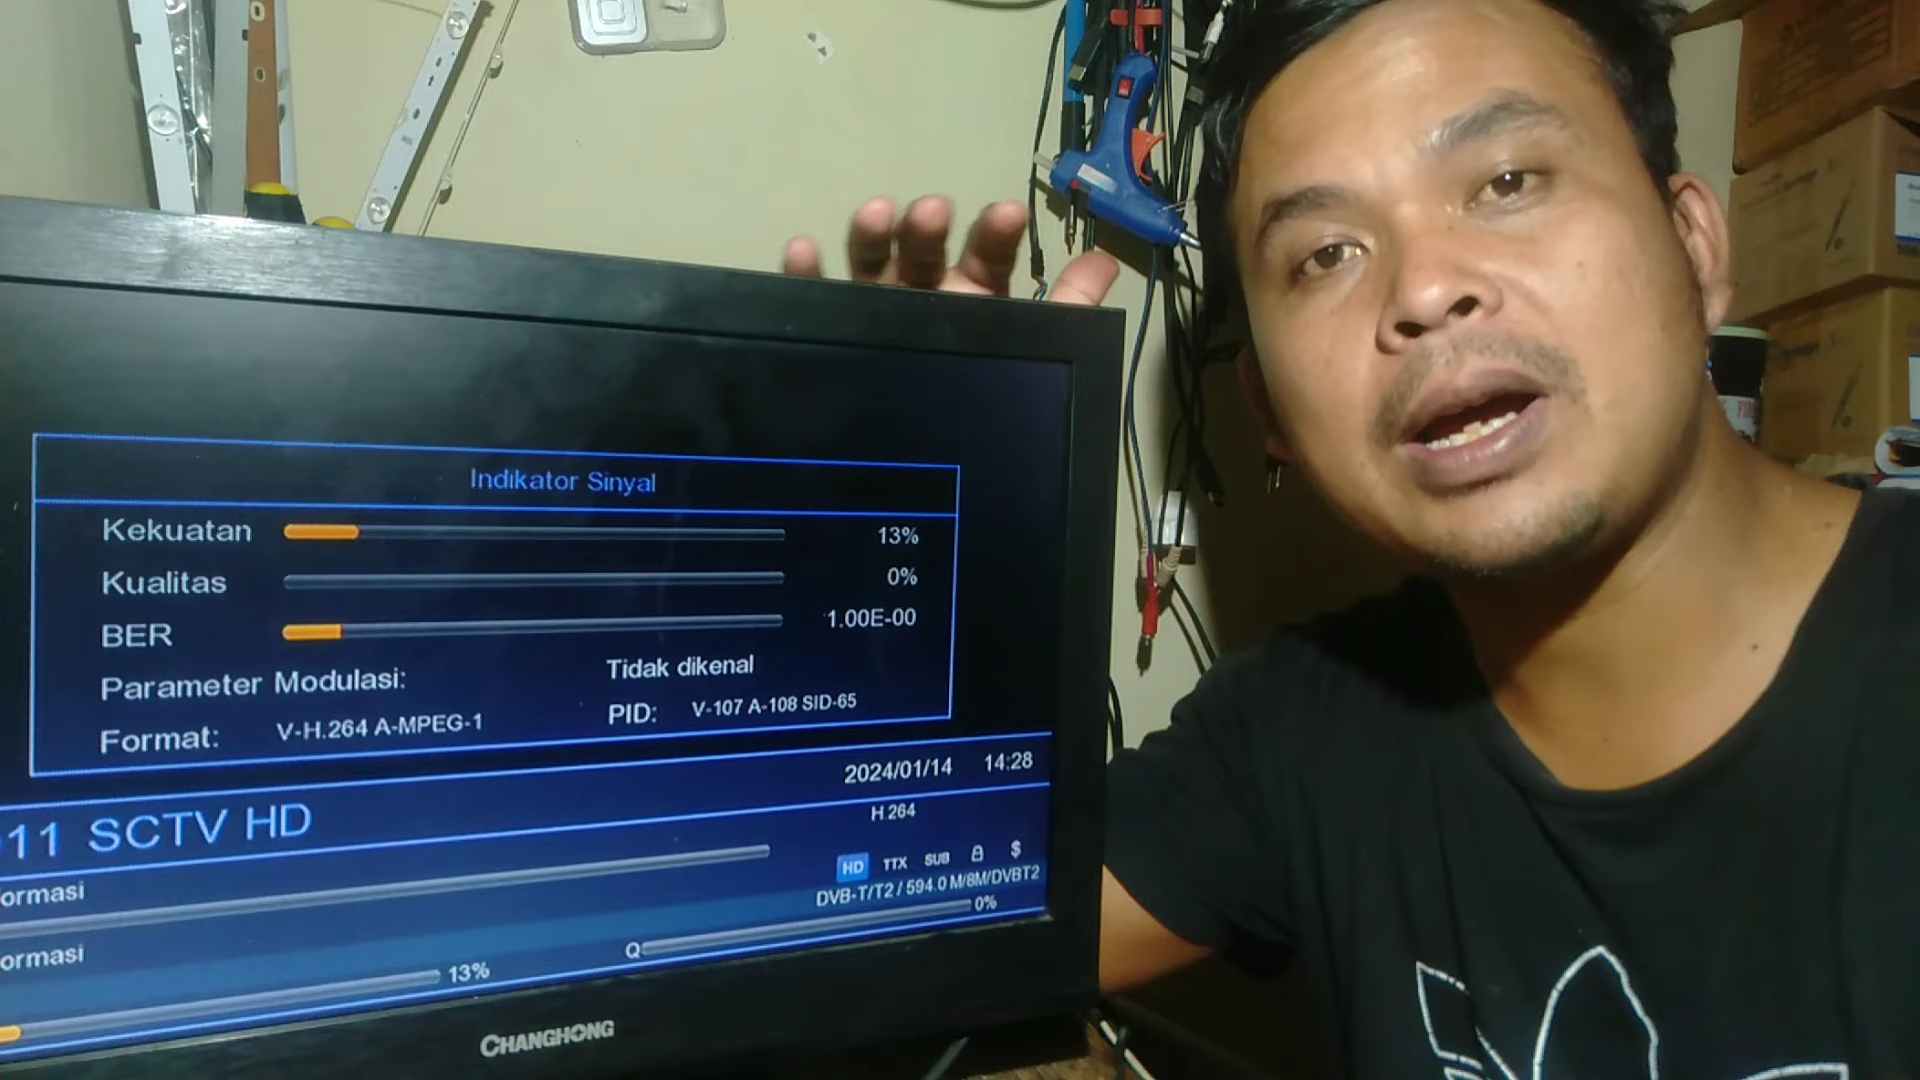 Indikator Sinyal
Kekuatan 13%
Kualitas 0%
BER 1.00E-00
Parameter Modulasi: Tidak dikenal
Format: V-H.264 A-MPEG-1 PID: V-107 A-108 SID-65
2024/01/14 14:28
11 SCTV HD
H.264
ormasi
HD TTX SUB $
DVB-T/T2 / 594.0 M/8M/DVBT2
ormasi
13% Q 0%
CHANGHONG